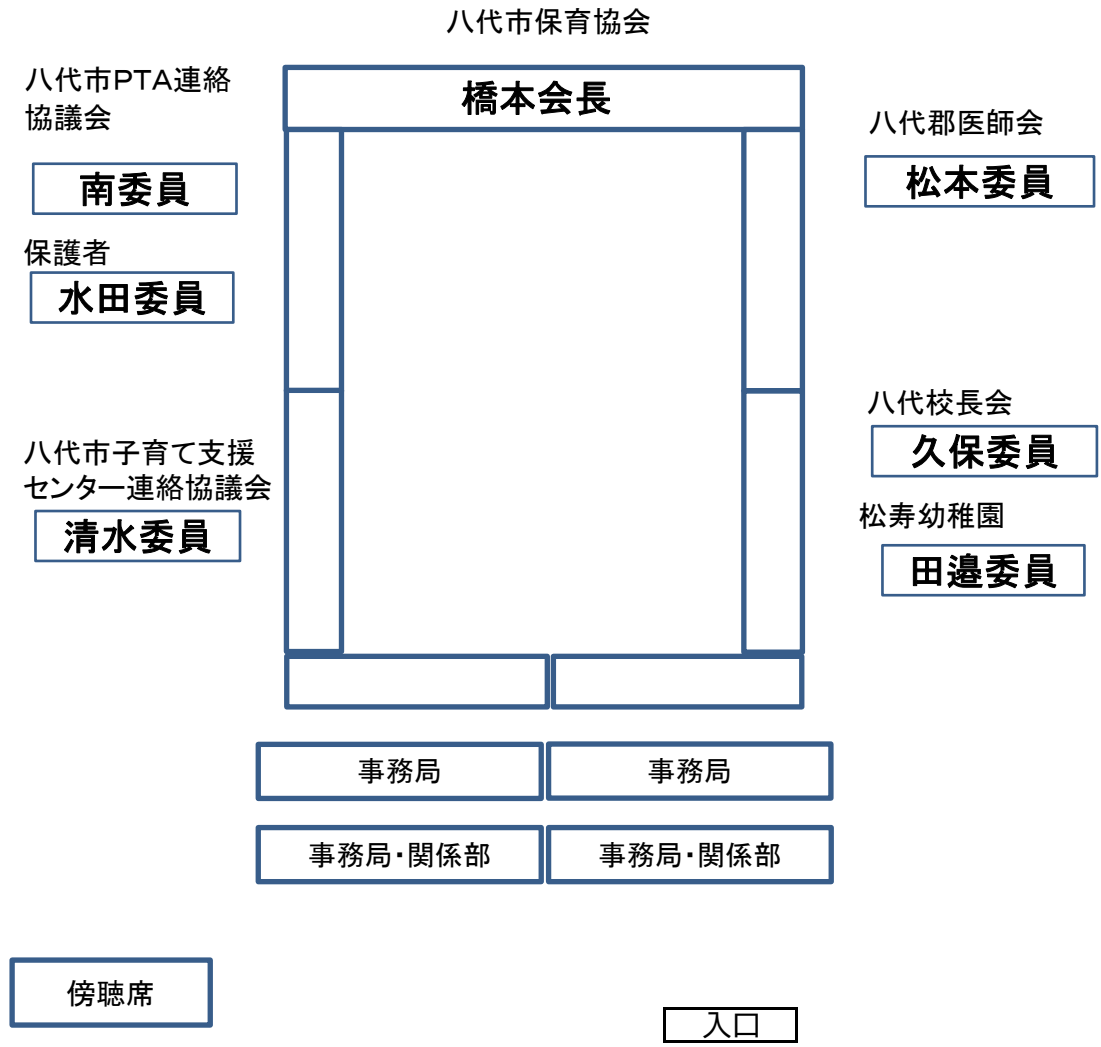 八代市保育協会
橋本会長
八代市PTA連絡
協議会
南委員
保護者
水田委員
八代市子育て支援
センター連絡協議会
清水委員
八代郡医師会
松本委員
八代校長会
久保委員
松寿幼稚園
田邉委員
事務局
事務局
事務局・関係部
事務局・関係部
傍聴席
入口